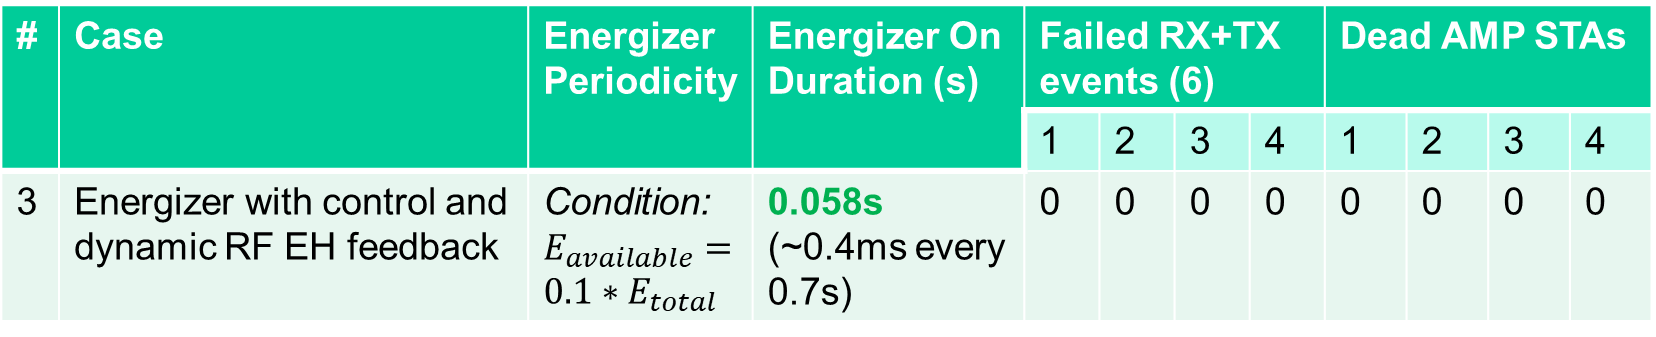 # Case Energizer Energizer On Failed RX+TX Dead AMP STAs
Periodicity Duration (s) events (6)
1 2 3 4 1 2 3 4
3 Energizer with control and Condition: 0.058s 0 0 0 0 0 0 0 0
dynamic RF EH feedback E_available = (~0.4ms every
0.1 * E_total 0.7s)